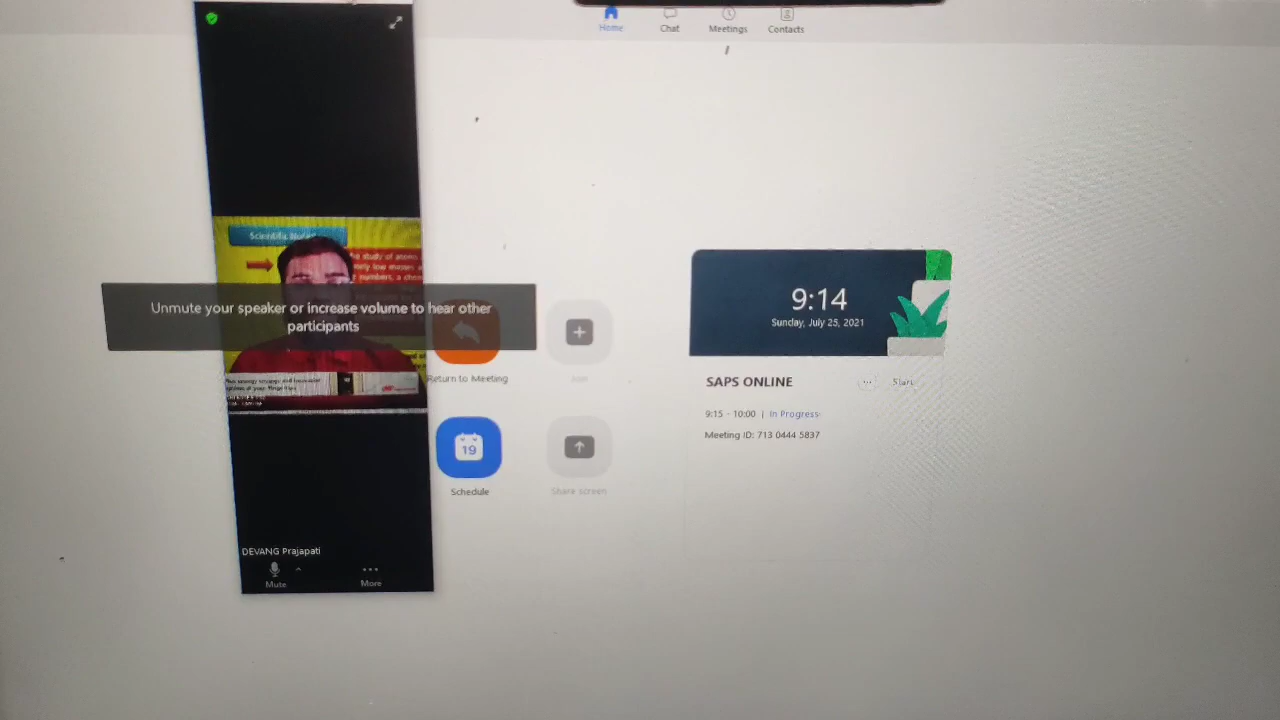 Home
Chat
Meetings
Contacts
Unmute your speaker or increase volume to hear other
participants
Return to Meeting
Schedule
Share screen
9:14
Sunday, July 25, 2021
SAPS ONLINE
...
Start
9:15 - 10:00 | In Progress
Meeting ID: 713 0444 5837
19
DEVANG Prajapati
Mute
More